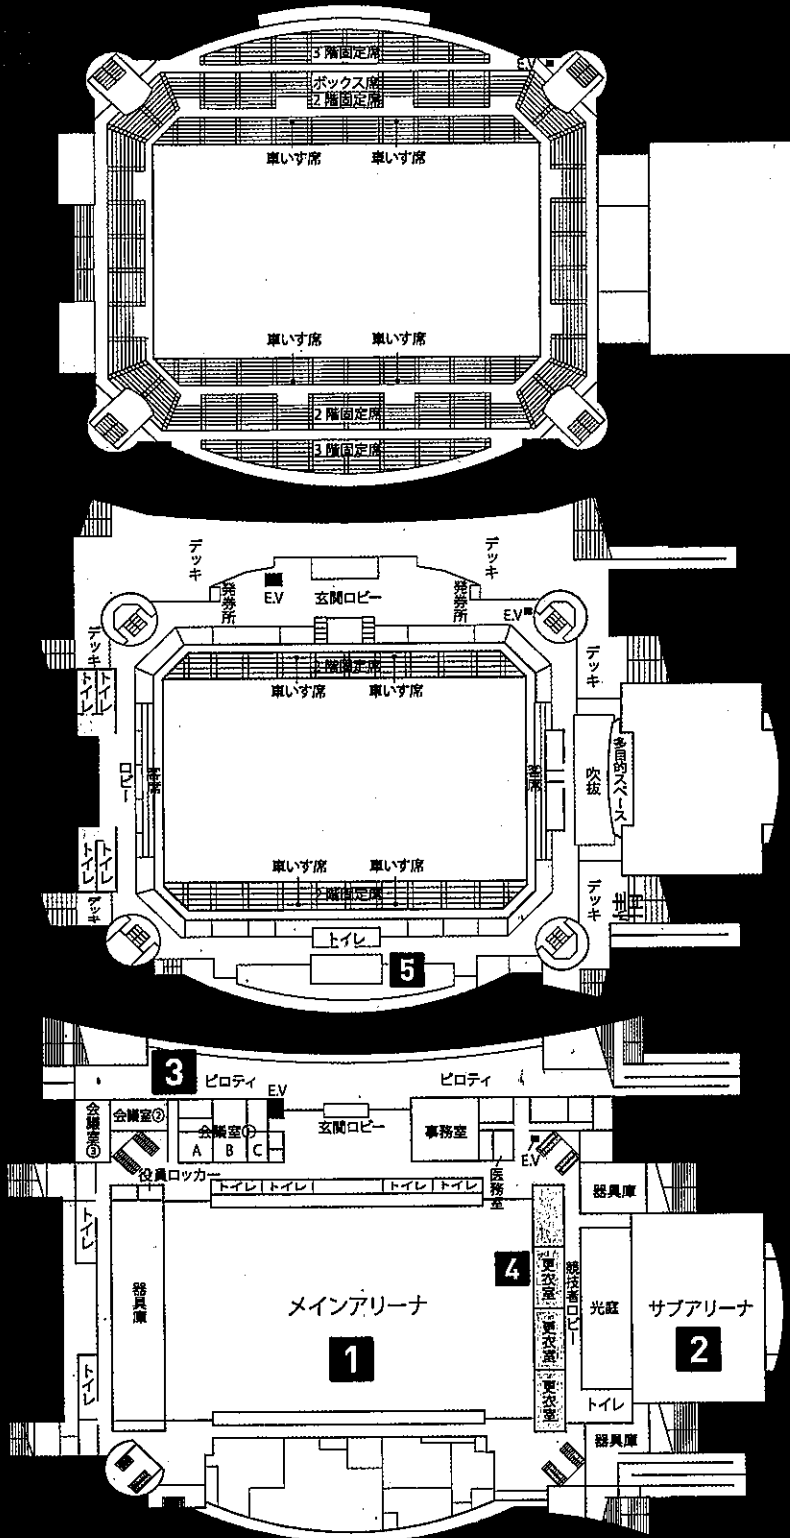 3階固定席
E.V
ボックス席
2階固定席
車いす席
車いす席
車いす席
車いす席
2階固定席
3階固定席
デッキ
デッキ
発券所
E.V
玄関ロビー
発券所
E.V
デッキ
デッキ
2階固定席
トイレ
トイレ
車いす席
車いす席
ロビー
客席
客席
吹抜
多目的スペース
トイレ
トイレ
車いす席
車いす席
2階固定席
デッキ
デッキ
トイレ
5
3
ピロティ
E.V
ピロティ
会議室③
会議室②
会議室①
A
B
C
玄関ロビー
事務室
E.V
役員ロッカー
医務室
トイレ
トイレ
トイレ
トイレ
器具庫
トイレ
器具庫
4
更衣室
競技者ロビー
メインアリーナ
1
更衣室
光庭
サブアリーナ
2
トイレ
更衣室
トイレ
器具庫